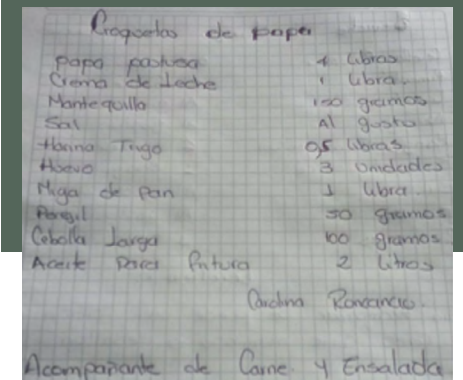 Croquetas de papa
papa pastusa 4 libras
Crema de Leche 1 libra.
Mantequilla 150 gramos
Sal Al gusto
Harina Trigo 0,5 libras
Huevo 3 Unidades
Miga de Pan 1 libra
Peregil 50 gramos
Cebolla Larga 100 gramos
Aceite para fritura 2 Litros
Carolina Roncancio.
Acompañante de Carne y Ensalada